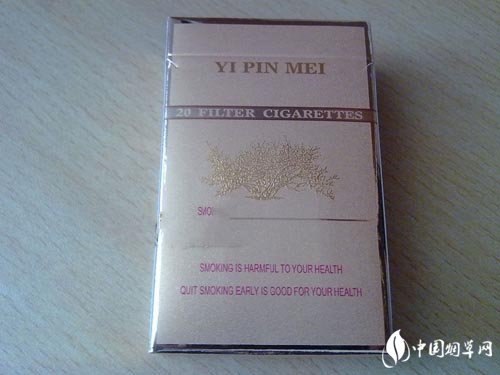 YI PIN MEI
20 FILTER CIGARETTES
SMOKING IS HARMFUL TO YOUR HEALTH
QUIT SMOKING EARLY IS GOOD FOR YOUR HEALTH
中国烟草网